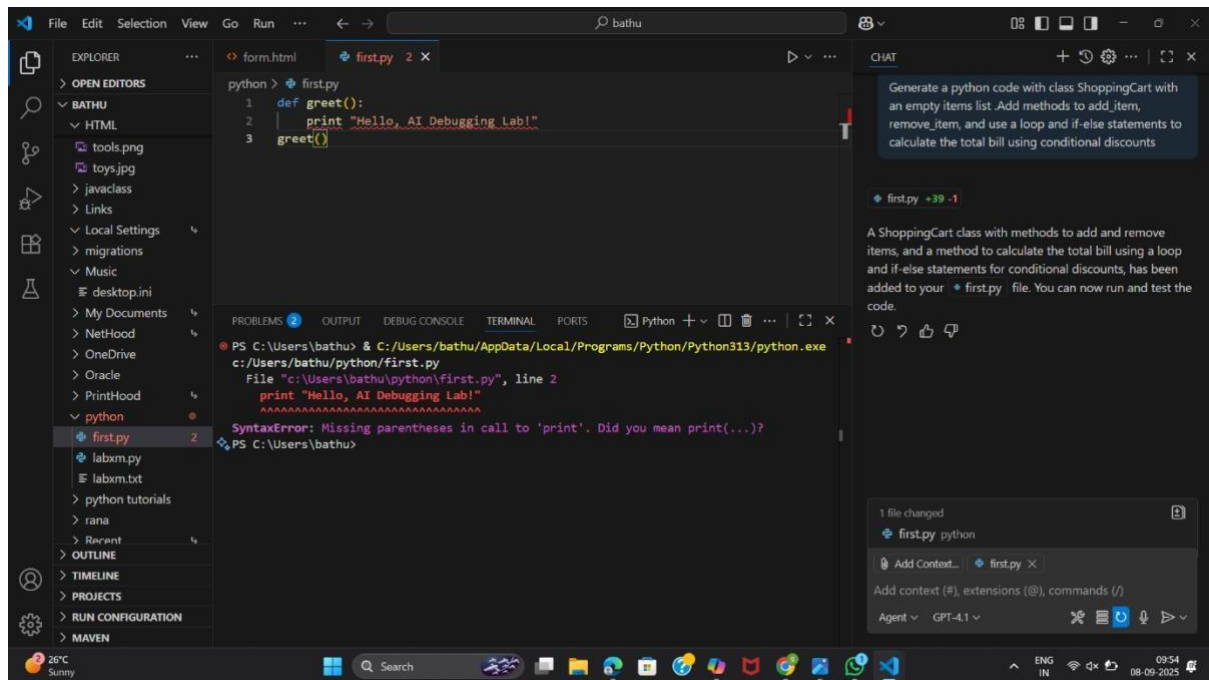 File Edit Selection View Go Run ··· bathu
EXPLORER ···
OPEN EDITORS
BATHU
HTML
tools.png
toys.jpg
javaclass
Links
Local Settings
migrations
Music
desktop.ini
My Documents
NetHood
OneDrive
Oracle
PrintHood
python
first.py 2
labxm.py
labxm.txt
python tutorials
rana
Recent
OUTLINE
TIMELINE
PROJECTS
RUN CONFIGURATION
MAVEN
form.html first.py 2 ×
python > first.py
1 def greet():
2 print "Hello, AI Debugging Lab!"
3 greet()
PROBLEMS 2 OUTPUT DEBUG CONSOLE TERMINAL PORTS Python
PS C:\Users\bathu> & C:/Users/bathu/AppData/Local/Programs/Python/Python313/python.exe
c:/Users/bathu/python/first.py
File "c:\Users\bathu\python\first.py", line 2
print "Hello, AI Debugging Lab!"
^^^^^^^^^^^^^^^^^^^^^^^^^^^^^^^^
SyntaxError: Missing parentheses in call to 'print'. Did you mean print(...)?
PS C:\Users\bathu>
CHAT
Generate a python code with class ShoppingCart with
an empty items list .Add methods to add_item,
remove_item, and use a loop and if-else statements to
calculate the total bill using conditional discounts
first.py +39 -1
A ShoppingCart class with methods to add and remove
items, and a method to calculate the total bill using a loop
and if-else statements for conditional discounts, has been
added to your first.py file. You can now run and test the
code.
1 file changed
first.py python
Add Context... first.py ×
Add context (#), extensions (@), commands (/)
Agent GPT-4.1
2
26°C
Sunny
Search
ENG
IN
09:54
08-09-2025